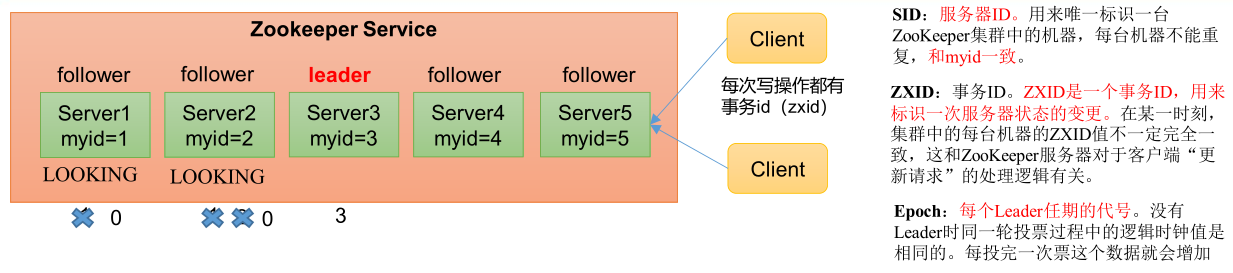 Zookeeper Service
follower
follower
leader
follower
follower
Server1
myid=1
Server2
myid=2
Server3
myid=3
Server4
myid=4
Server5
myid=5
LOOKING
LOOKING
0
0
3
Client
每次写操作都有
事务id（zxid）
Client
SID：服务器ID。用来唯一标识一台
ZooKeeper集群中的机器，每台机器不能重
复，和myid一致。
ZXID：事务ID。ZXID是一个事务ID，用来
标识一次服务器状态的变更。在某一时刻，
集群中的每台机器的ZXID值不一定完全一
致，这和ZooKeeper服务器对于客户端“更
新请求”的处理逻辑有关。
Epoch：每个Leader任期的代号。没有
Leader时同一轮投票过程中的逻辑时钟值是
相同的。每投完一次票这个数据就会增加